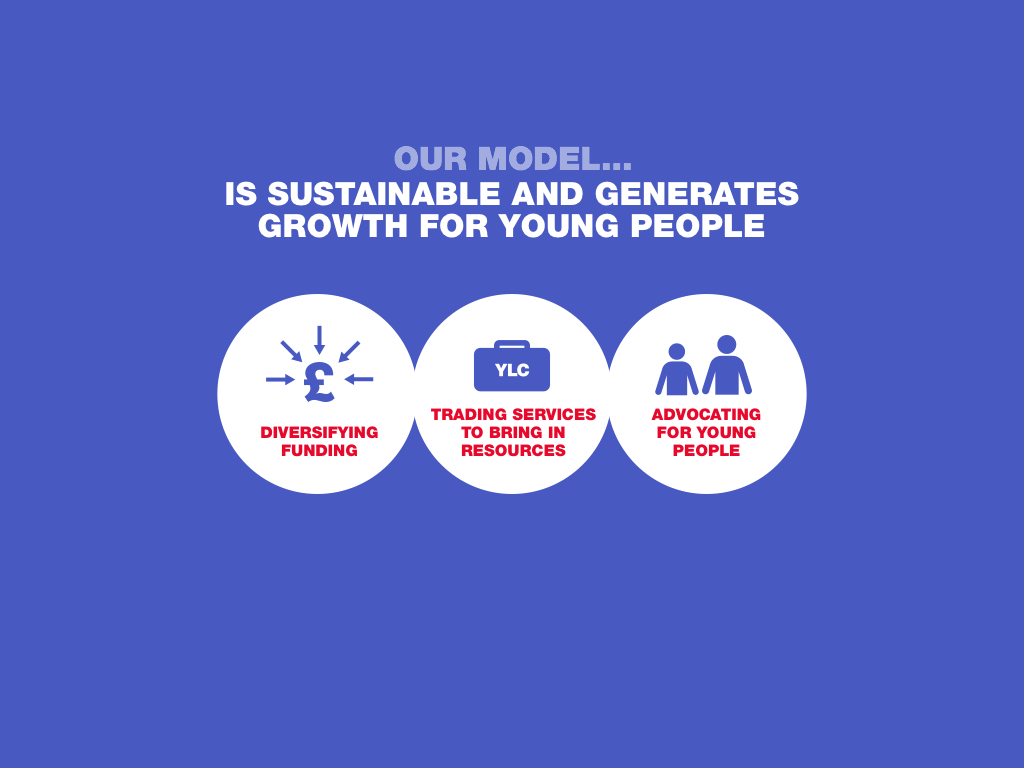 OUR MODEL...
IS SUSTAINABLE AND GENERATES
GROWTH FOR YOUNG PEOPLE
£
DIVERSIFYING
FUNDING
YLC
TRADING SERVICES
TO BRING IN
RESOURCES
ADVOCATING
FOR YOUNG
PEOPLE